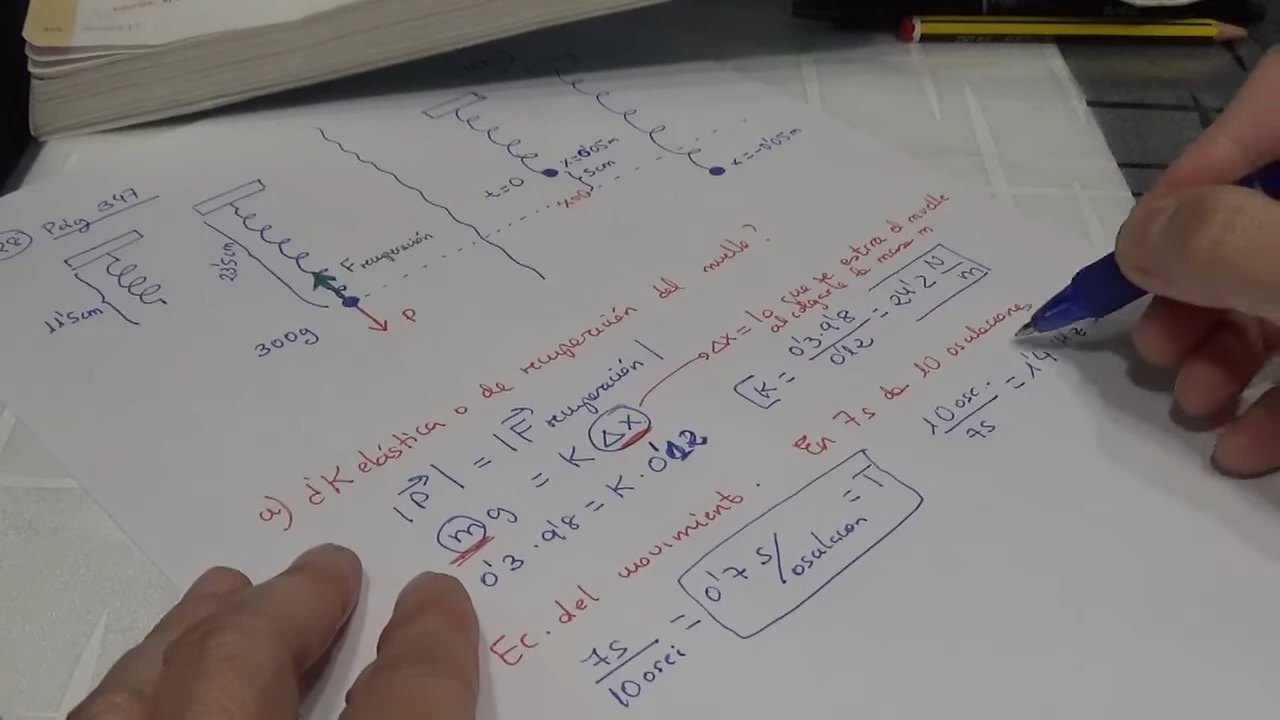 28 Pág 347
11'5cm
23'5cm
F recuperación
P
300g
t=0
x=0'05m
5cm
x=0
x=-0'05m
a) ¿K elástica o de recuperación del muelle?
|P| = |F recuperación|
m g = K Δx
Δx = lo que se estira el muelle
al colgarle la masa m
0'3 · 9'8 = K · 0'12
K = 0'3·9'8 / 0'12 = 24'2 N/m
Ec. del movimiento. En 7s da 10 oscilaciones
7s / 10 osci = 0'7 s/oscilacion = T
10 osc. / 7s = 1'4 Hz